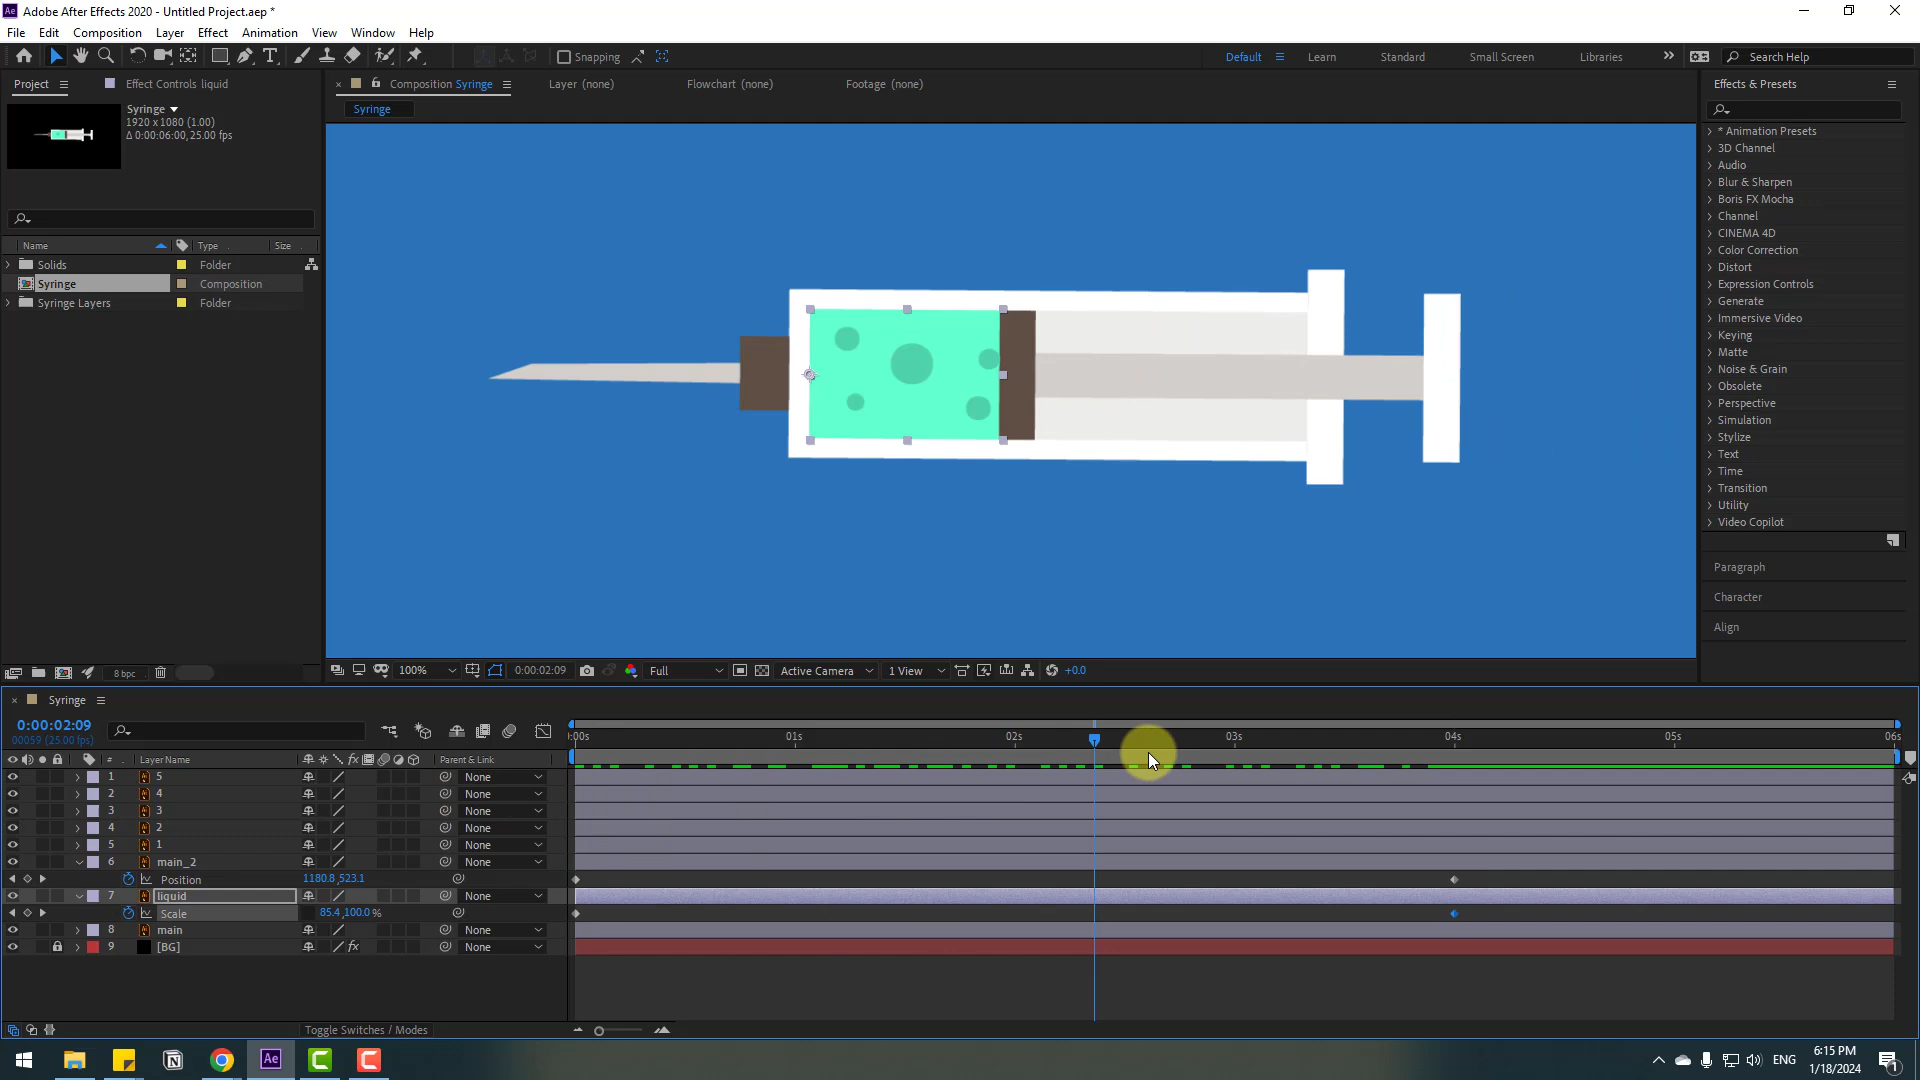 Adobe After Effects 2020 - Untitled Project.aep *
File Edit Composition Layer Effect Animation View Window Help
Snapping
Default Learn Standard Small Screen Libraries Search Help
Project Effect Controls liquid
Composition Syringe Layer (none) Flowchart (none) Footage (none)
Effects & Presets
Syringe
1920 x 1080 (1.00)
Δ 0:00:06:00, 25.00 fps
Syringe
* Animation Presets
3D Channel
Audio
Blur & Sharpen
Boris FX Mocha
Channel
CINEMA 4D
Color Correction
Distort
Expression Controls
Generate
Immersive Video
Keying
Matte
Noise & Grain
Obsolete
Perspective
Simulation
Stylize
Text
Time
Transition
Utility
Video Copilot
Paragraph
Character
Align
Name Type Size
Solids Folder
Syringe Composition
Syringe Layers Folder
8 bpc
100% 0:00:02:09 Full Active Camera 1 View +0.0
Syringe
0:00:02:09
00059 (25.00 fps)
# Layer Name Parent & Link
:00s 01s 02s 03s 04s 05s 06s
1 5 None
2 4 None
3 3 None
4 2 None
5 1 None
6 main_2 None
Position 1180.8,523.1
7 liquid None
Scale 85.4,100.0%
8 main None
9 [BG] fx None
Toggle Switches / Modes
ENG
6:15 PM
1/18/2024